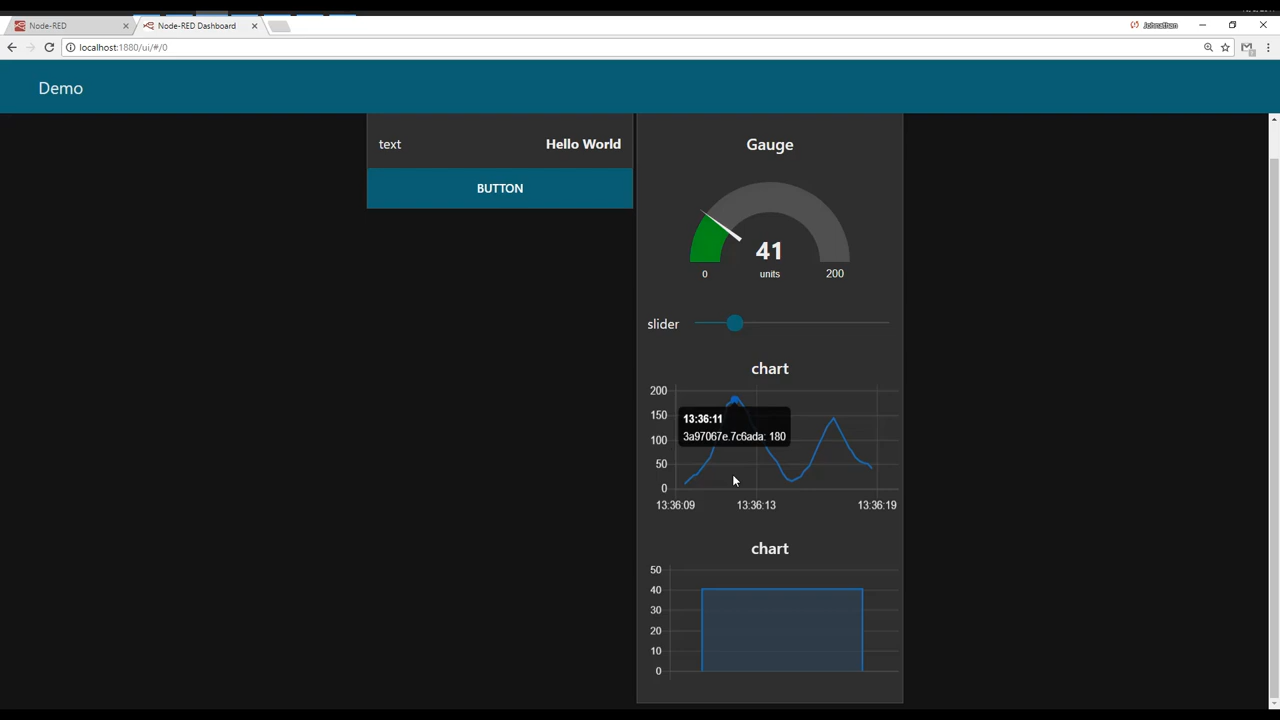 Node-RED
Node-RED Dashboard
Johnathan
localhost:1880/ui/#/0
Demo
text Hello World
BUTTON
Gauge
41
0 units 200
slider
chart
200
150
100
50
0
13:36:11
3a97067e.7c6ada: 180
13:36:09 13:36:13 13:36:19
chart
50
40
30
20
10
0